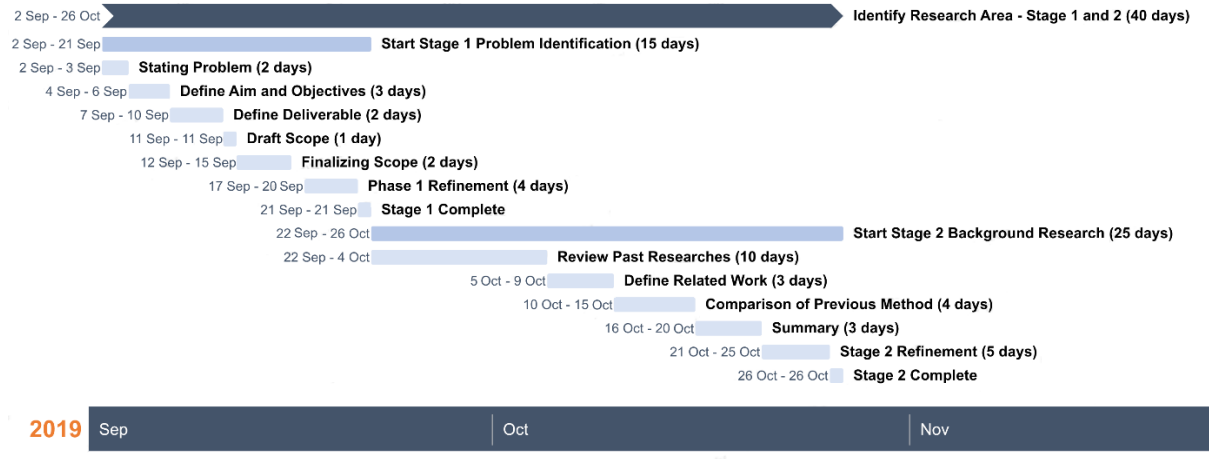 2 Sep - 26 Oct Identify Research Area - Stage 1 and 2 (40 days)
2 Sep - 21 Sep Start Stage 1 Problem Identification (15 days)
2 Sep - 3 Sep Stating Problem (2 days)
4 Sep - 6 Sep Define Aim and Objectives (3 days)
7 Sep - 10 Sep Define Deliverable (2 days)
11 Sep - 11 Sep Draft Scope (1 day)
12 Sep - 15 Sep Finalizing Scope (2 days)
17 Sep - 20 Sep Phase 1 Refinement (4 days)
21 Sep - 21 Sep Stage 1 Complete
22 Sep - 26 Oct Start Stage 2 Background Research (25 days)
22 Sep - 4 Oct Review Past Researches (10 days)
5 Oct - 9 Oct Define Related Work (3 days)
10 Oct - 15 Oct Comparison of Previous Method (4 days)
16 Oct - 20 Oct Summary (3 days)
21 Oct - 25 Oct Stage 2 Refinement (5 days)
26 Oct - 26 Oct Stage 2 Complete
2019 Sep Oct Nov